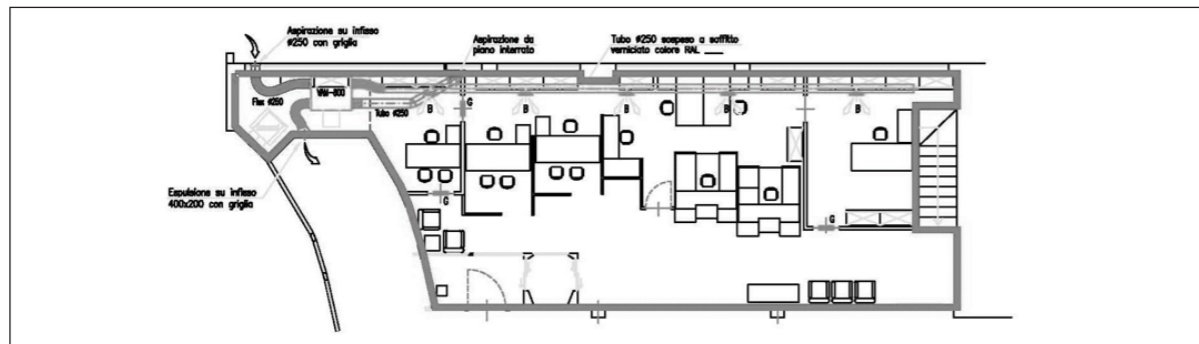 Aspirazione su infisso
Ø250 con griglia
Aspirazione da
piano interrato
Tubo Ø250 sospeso a soffitto
verniciato colore RAL ___
Flex Ø250
VAM-800
Tubo Ø250
G
B
B
B
B
B
G
G
Espulsione su infisso
400x200 con griglia